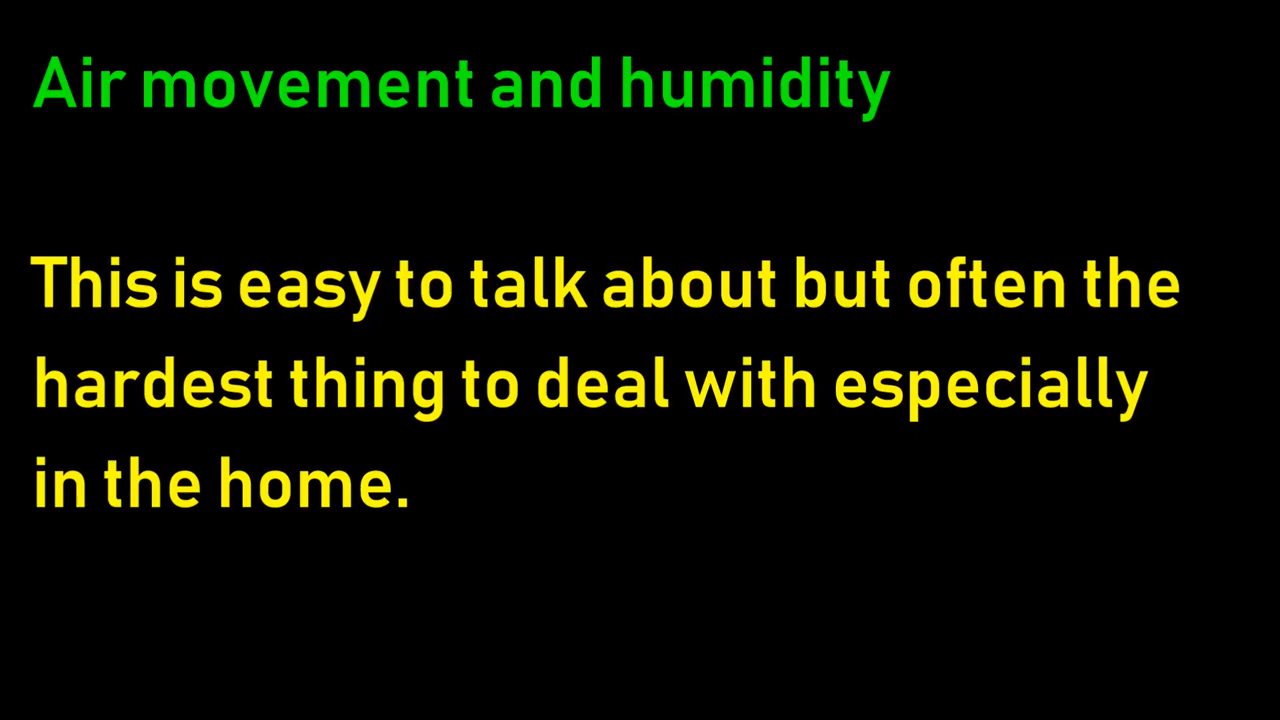 Air movement and humidity
This is easy to talk about but often the
hardest thing to deal with especially
in the home.